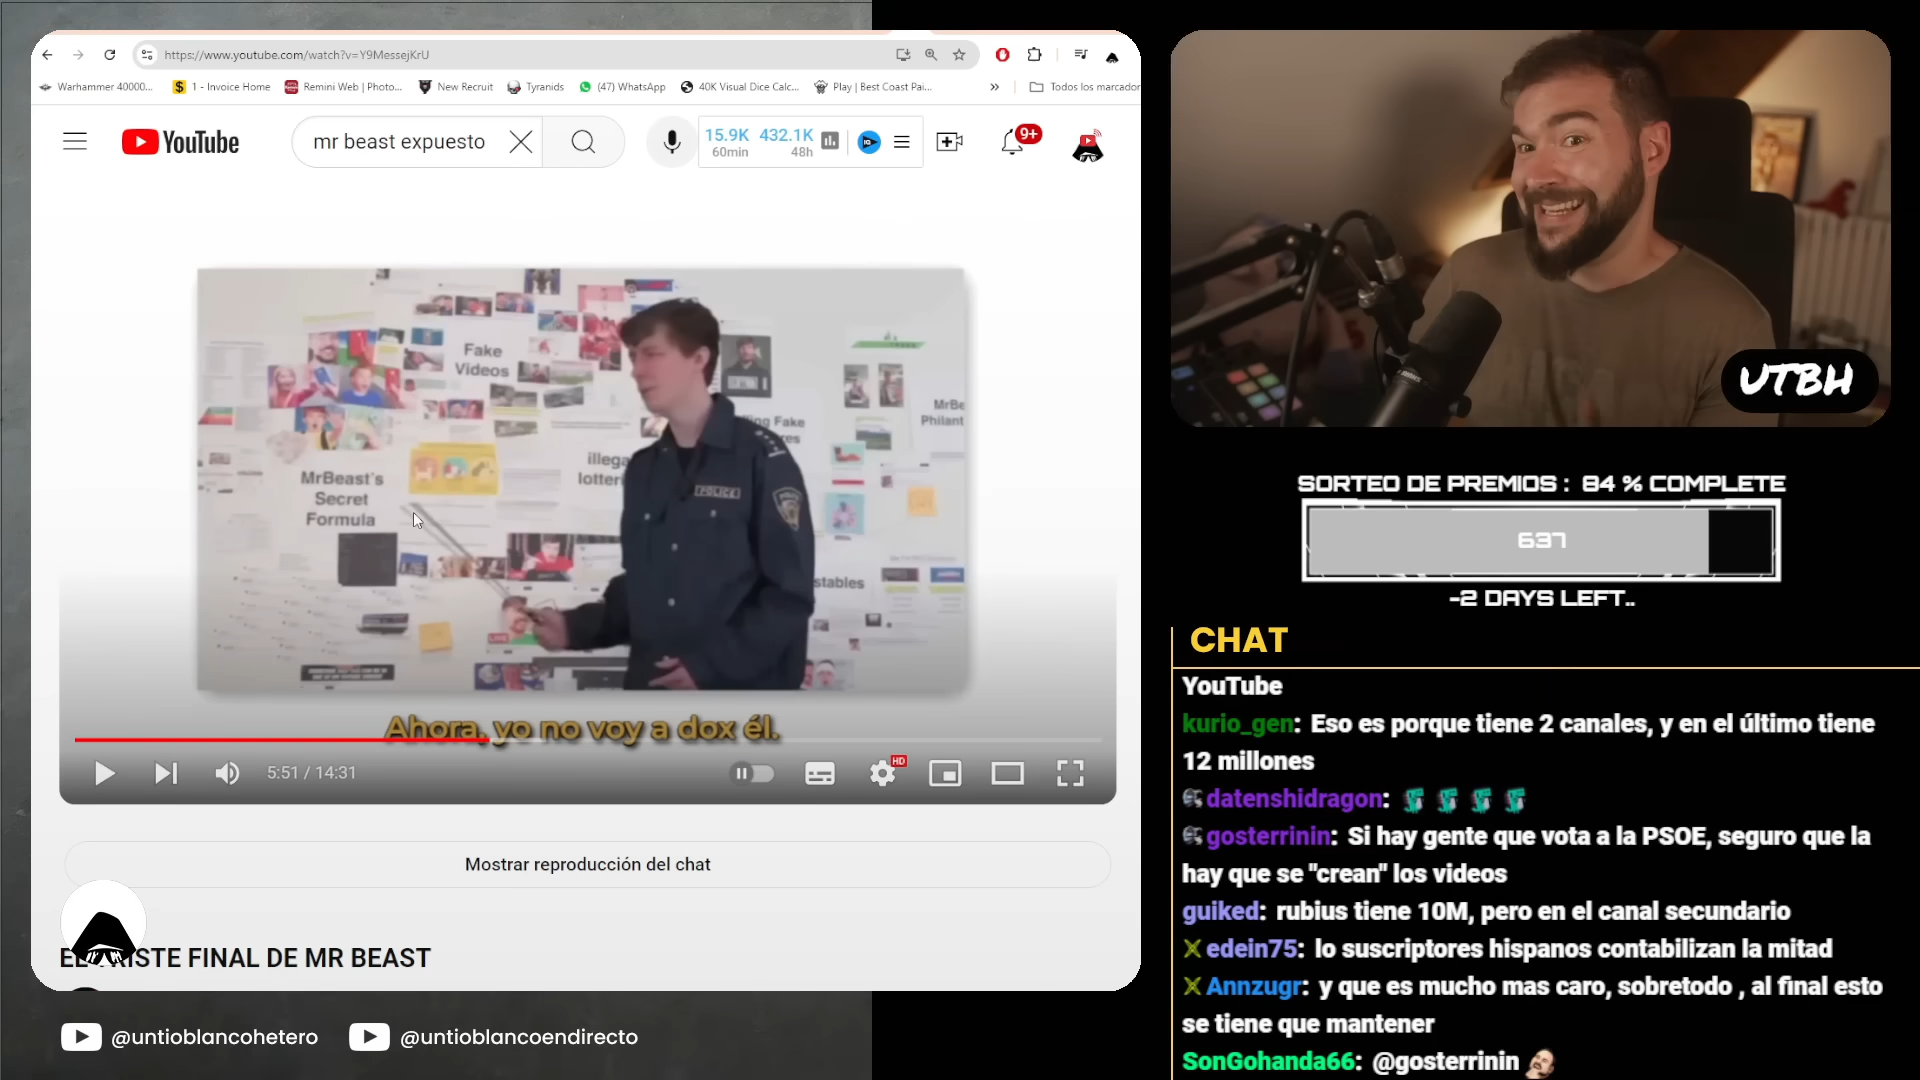 https://www.youtube.com/watch?v=Y9MessejKrU
Warhammer 40000...
1 - Invoice Home
Remini Web | Photo...
New Recruit
Tyranids
(47) WhatsApp
40K Visual Dice Calc...
Play | Best Coast Pai...
»
Todos los marcador
YouTube
mr beast expuesto
15.9K 432.1K
60min 48h
9+
Fake
Videos
MrBeast's
Secret
Formula
illega
lotteri
ing Fake
res
MrBe
Philant
stables
POLICE
LIVE
Ahora, yo no voy a dox él.
5:51 / 14:31
HD
Mostrar reproducción del chat
EL TRISTE FINAL DE MR BEAST
@untioblancohetero
@untioblancoendirecto
UTBH
SORTEO DE PREMIOS : 84 % COMPLETE
637
-2 DAYS LEFT..
CHAT
YouTube
kurio_gen: Eso es porque tiene 2 canales, y en el último tiene
12 millones
datenshidragon:
gosterrinin: Si hay gente que vota a la PSOE, seguro que la
hay que se "crean" los videos
guiked: rubius tiene 10M, pero en el canal secundario
edein75: lo suscriptores hispanos contabilizan la mitad
Annzugr: y que es mucho mas caro, sobretodo , al final esto
se tiene que mantener
SonGohanda66: @gosterrinin